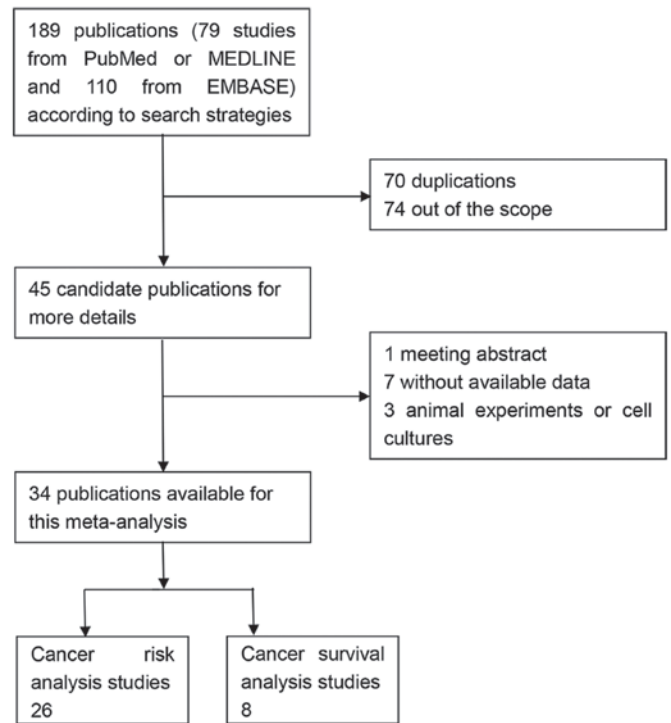 189 publications (79 studies
from PubMed or MEDLINE
and 110 from EMBASE)
according to search strategies
70 duplications
74 out of the scope
45 candidate publications for
more details
1 meeting abstract
7 without available data
3 animal experiments or cell
cultures
34 publications available for
this meta-analysis
Cancer risk
analysis studies
26
Cancer survival
analysis studies
8